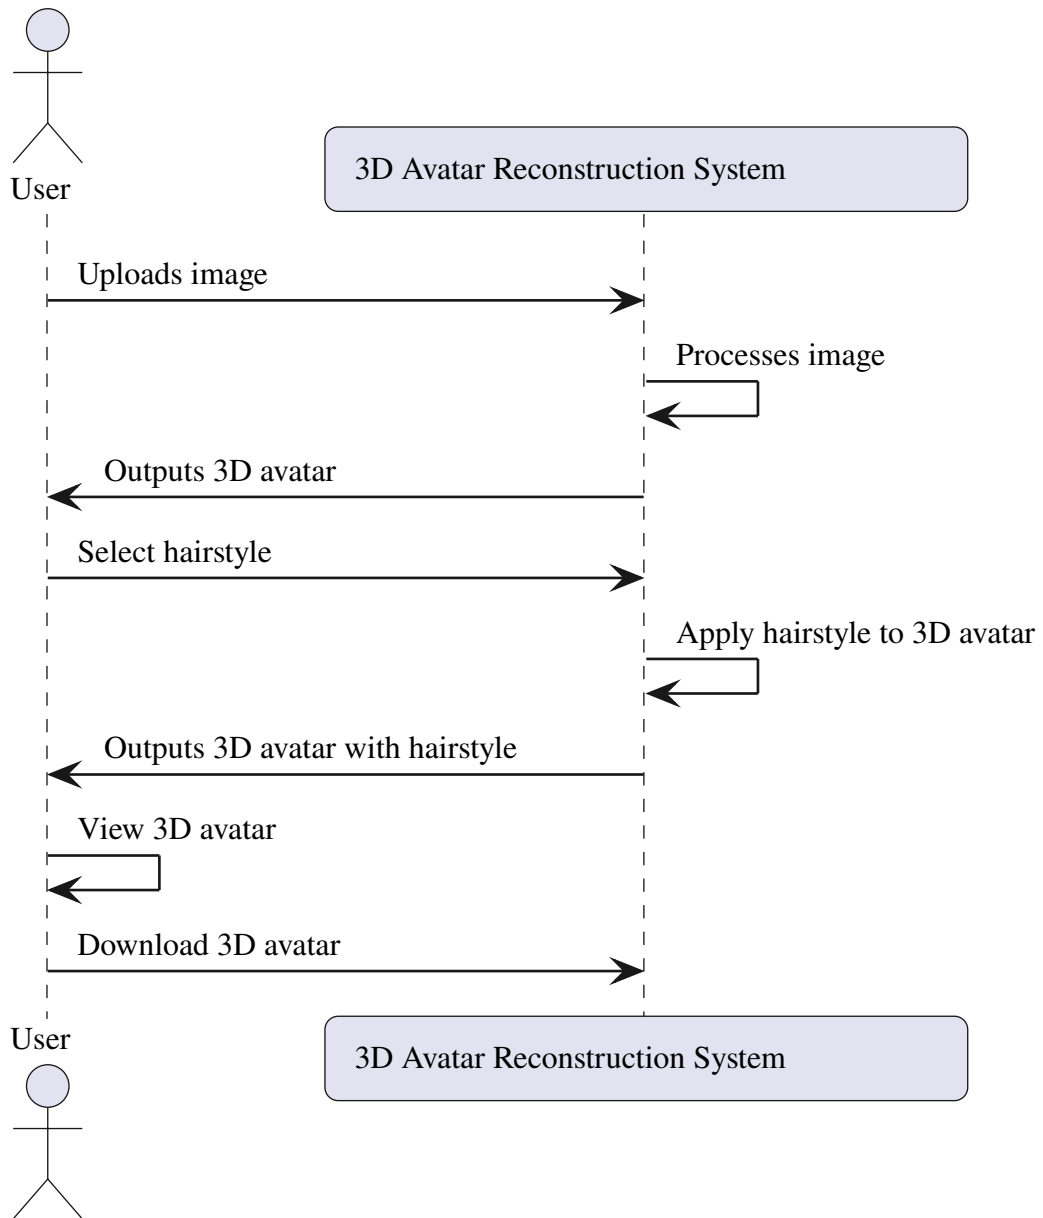 User
3D Avatar Reconstruction System
Uploads image
Processes image
Outputs 3D avatar
Select hairstyle
Apply hairstyle to 3D avatar
Outputs 3D avatar with hairstyle
View 3D avatar
Download 3D avatar
User
3D Avatar Reconstruction System